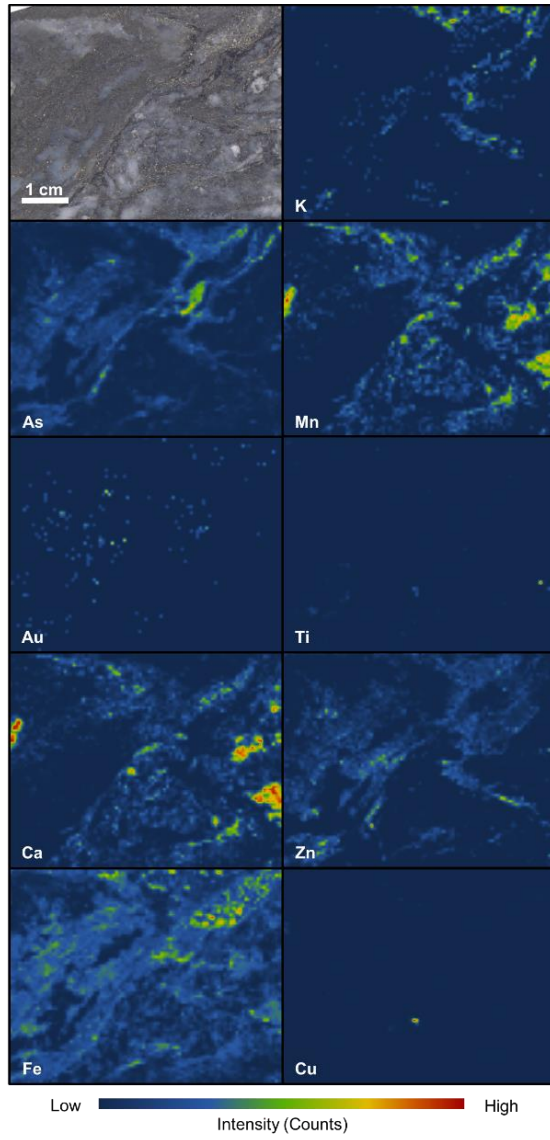 1 cm
K
As
Mn
Au
Ti
Ca
Zn
Fe
Cu
Low High
Intensity (Counts)